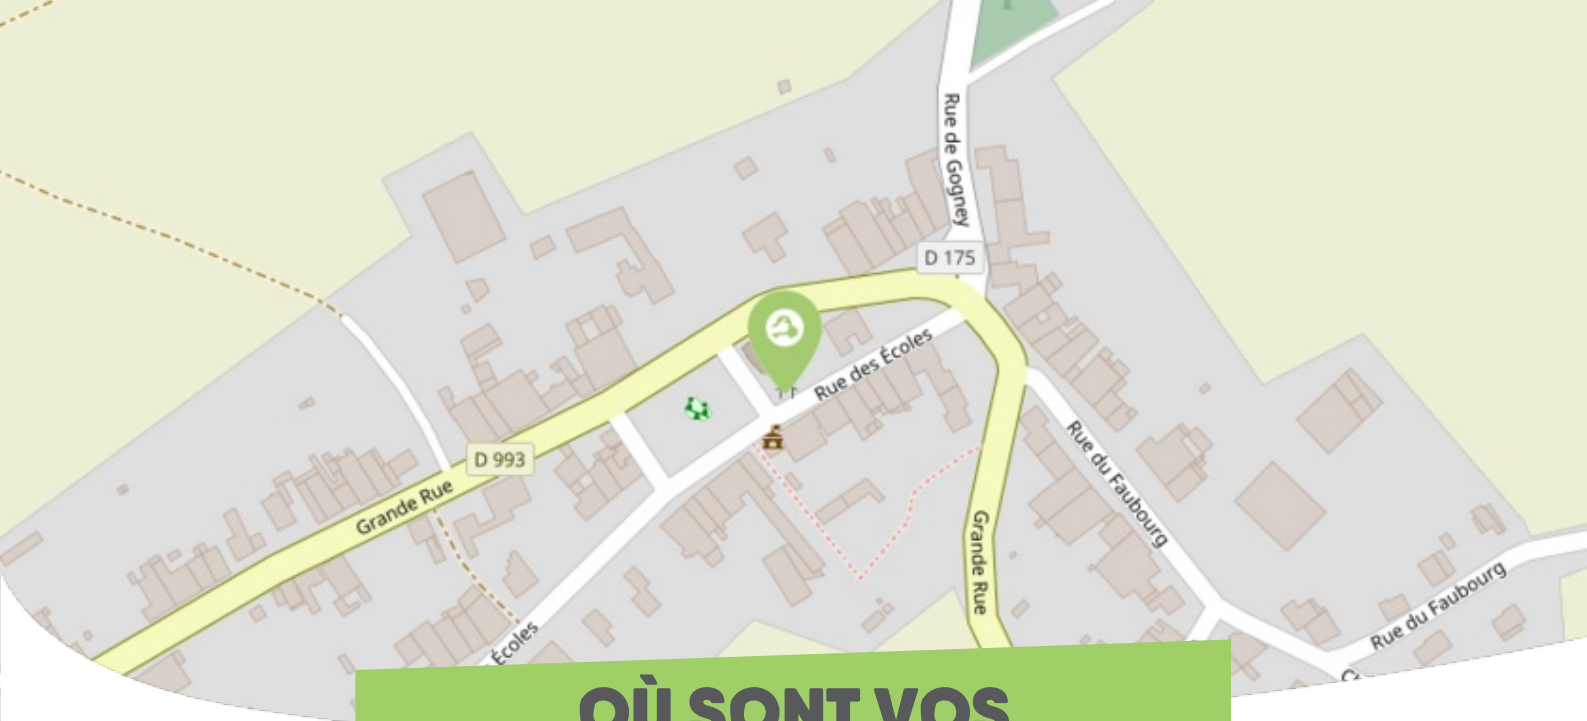 Rue de Gogney
D 175
Rue des Écoles
D 993
Grande Rue
Rue du Faubourg
Grande Rue
Rue du Faubourg
Écoles
OÙ SONT VOS